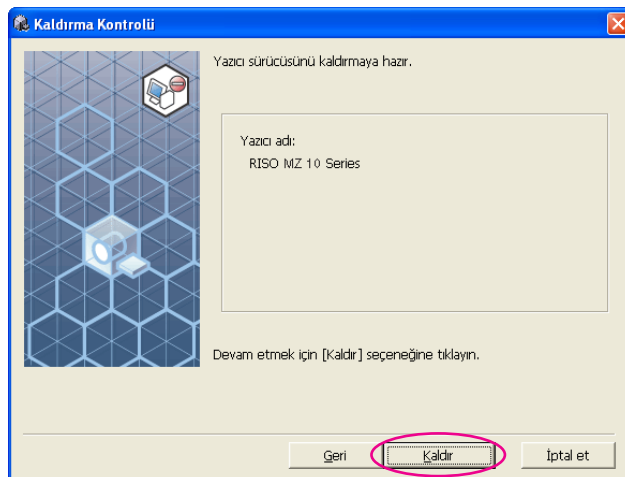 Kaldırma Kontrolü
Yazıcı sürücüsünü kaldırmaya hazır.
Yazıcı adı:
RISO MZ 10 Series
Devam etmek için [Kaldır] seçeneğine tıklayın.
Geri
Kaldır
İptal et